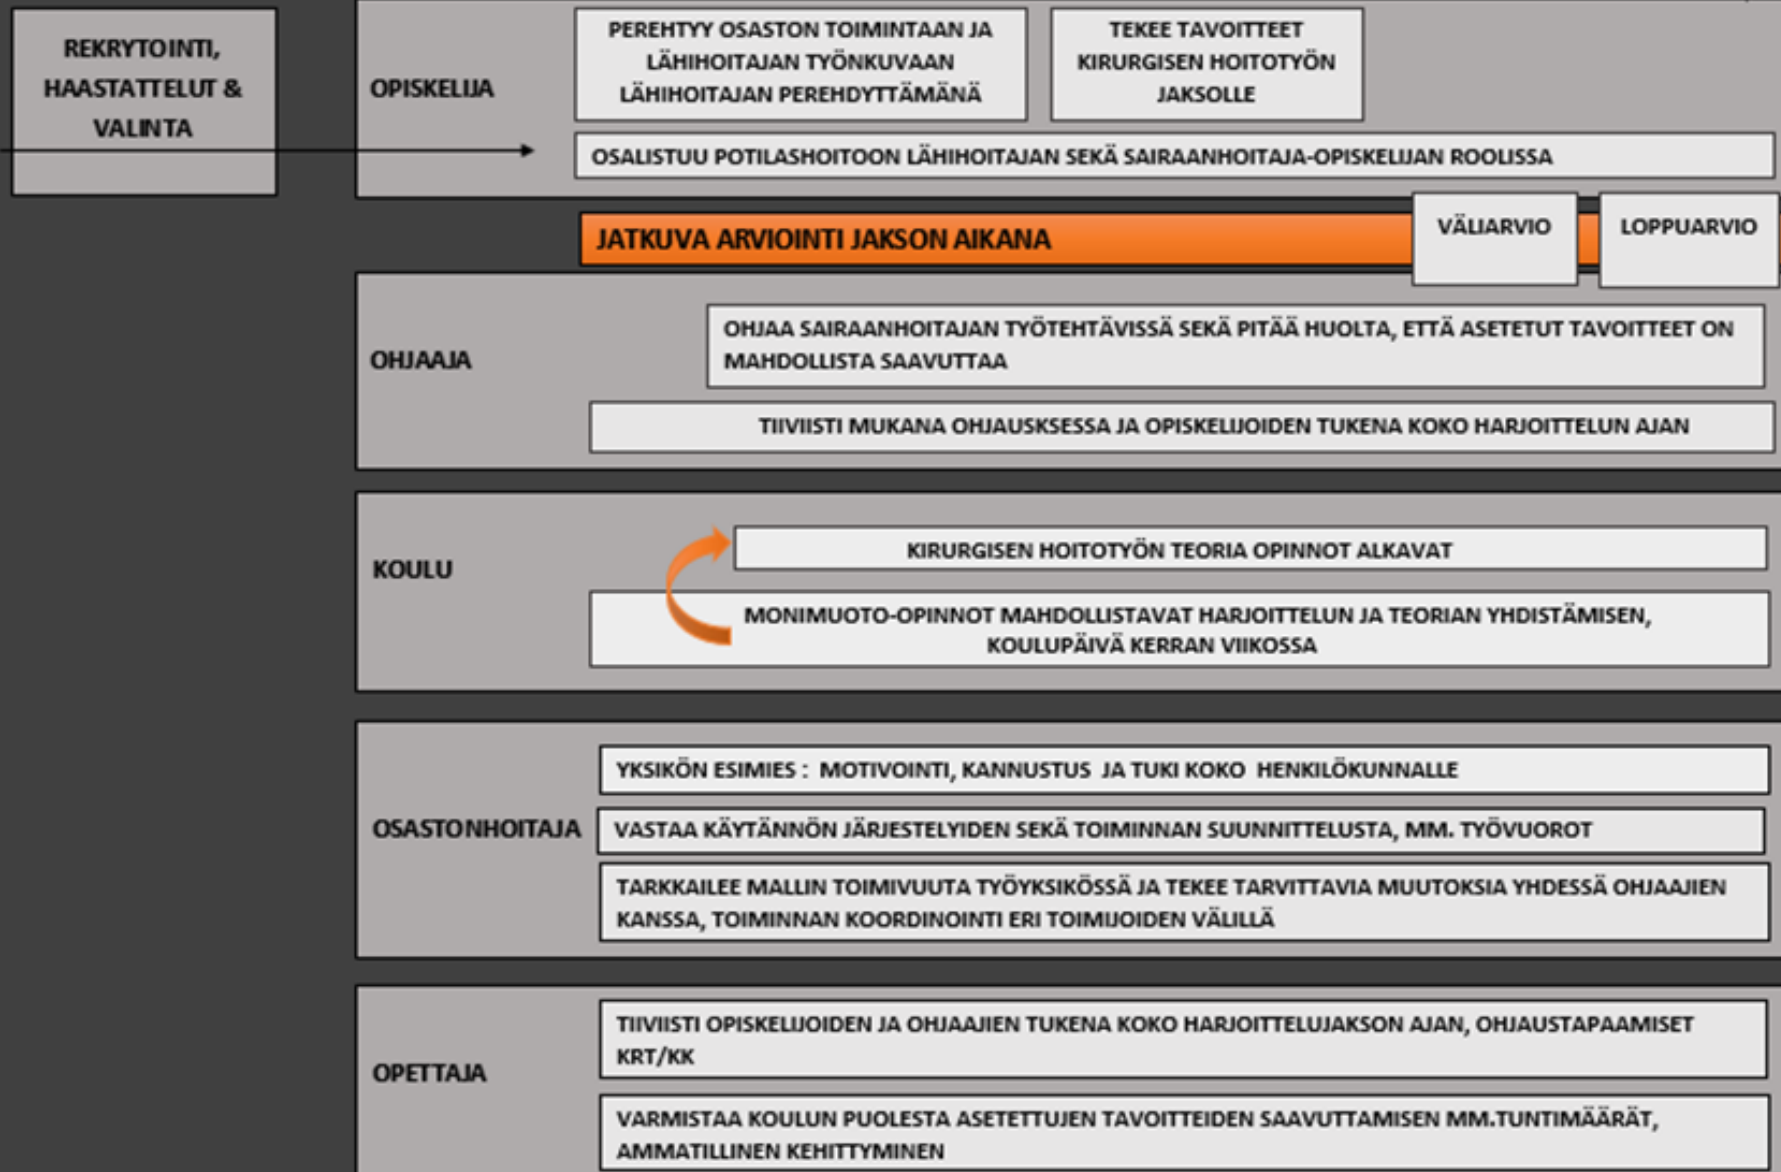 REKRYTOINTI,
HAASTATTELUT &
VALINTA
OPISKELIJA
PEREHTYY OSASTON TOIMINTAAN JA
LÄHIHOITAJAN TYÖNKUVAAN
LÄHIHOITAJAN PEREHDYTTÄMÄNÄ
TEKEE TAVOITTEET
KIRURGISEN HOITOTYÖN
JAKSOLLE
OSALISTUU POTILASHOITOON LÄHIHOITAJAN SEKÄ SAIRAANHOITAJA-OPISKELIJAN ROOLISSA
JATKUVA ARVIOINTI JAKSON AIKANA
VÄLIARVIO
LOPPUARVIO
OHJAAJA
OHJAA SAIRAANHOITAJAN TYÖTEHTÄVISSÄ SEKÄ PITÄÄ HUOLTA, ETTÄ ASETETUT TAVOITTEET ON
MAHDOLLISTA SAAVUTTAA
TIIVIISTI MUKANA OHJAUSKSESSA JA OPISKELIJOIDEN TUKENA KOKO HARJOITTELUN AJAN
KOULU
KIRURGISEN HOITOTYÖN TEORIA OPINNOT ALKAVAT
MONIMUOTO-OPINNOT MAHDOLLISTAVAT HARJOITTELUN JA TEORIAN YHDISTÄMISEN,
KOULUPÄIVÄ KERRAN VIIKOSSA
OSASTONHOITAJA
YKSIKÖN ESIMIES : MOTIVOINTI, KANNUSTUS JA TUKI KOKO HENKILÖKUNNALLE
VASTAA KÄYTÄNNÖN JÄRJESTELYIDEN SEKÄ TOIMINNAN SUUNNITTELUSTA, MM. TYÖVUOROT
TARKKAILEE MALLIN TOIMIVUUTA TYÖYKSIKÖSSÄ JA TEKEE TARVITTAVIA MUUTOKSIA YHDESSÄ OHJAAJIEN
KANSSA, TOIMINNAN KOORDINOINTI ERI TOIMIJOIDEN VÄLILLÄ
OPETTAJA
TIIVIISTI OPISKELIJOIDEN JA OHJAAJIEN TUKENA KOKO HARJOITTELUJAKSON AJAN, OHJAUSTAPAAMISET
KRT/KK
VARMISTAA KOULUN PUOLESTA ASETETTUJEN TAVOITTEIDEN SAAVUTTAMISEN MM.TUNTIMÄÄRÄT,
AMMATILLINEN KEHITTYMINEN